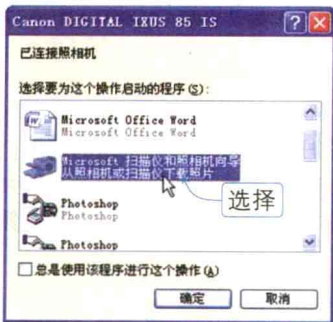 Canon DIGITAL IXUS 85 IS
已连接照相机
选择要为这个操作启动的程序(S):
Microsoft Office Word
Microsoft Office Word
Microsoft 扫描仪和照相机向导
从照相机或扫描仪下载照片
选择
Photoshop
Photoshop
Photoshop
总是使用该程序进行这个操作(A)
确定
取消